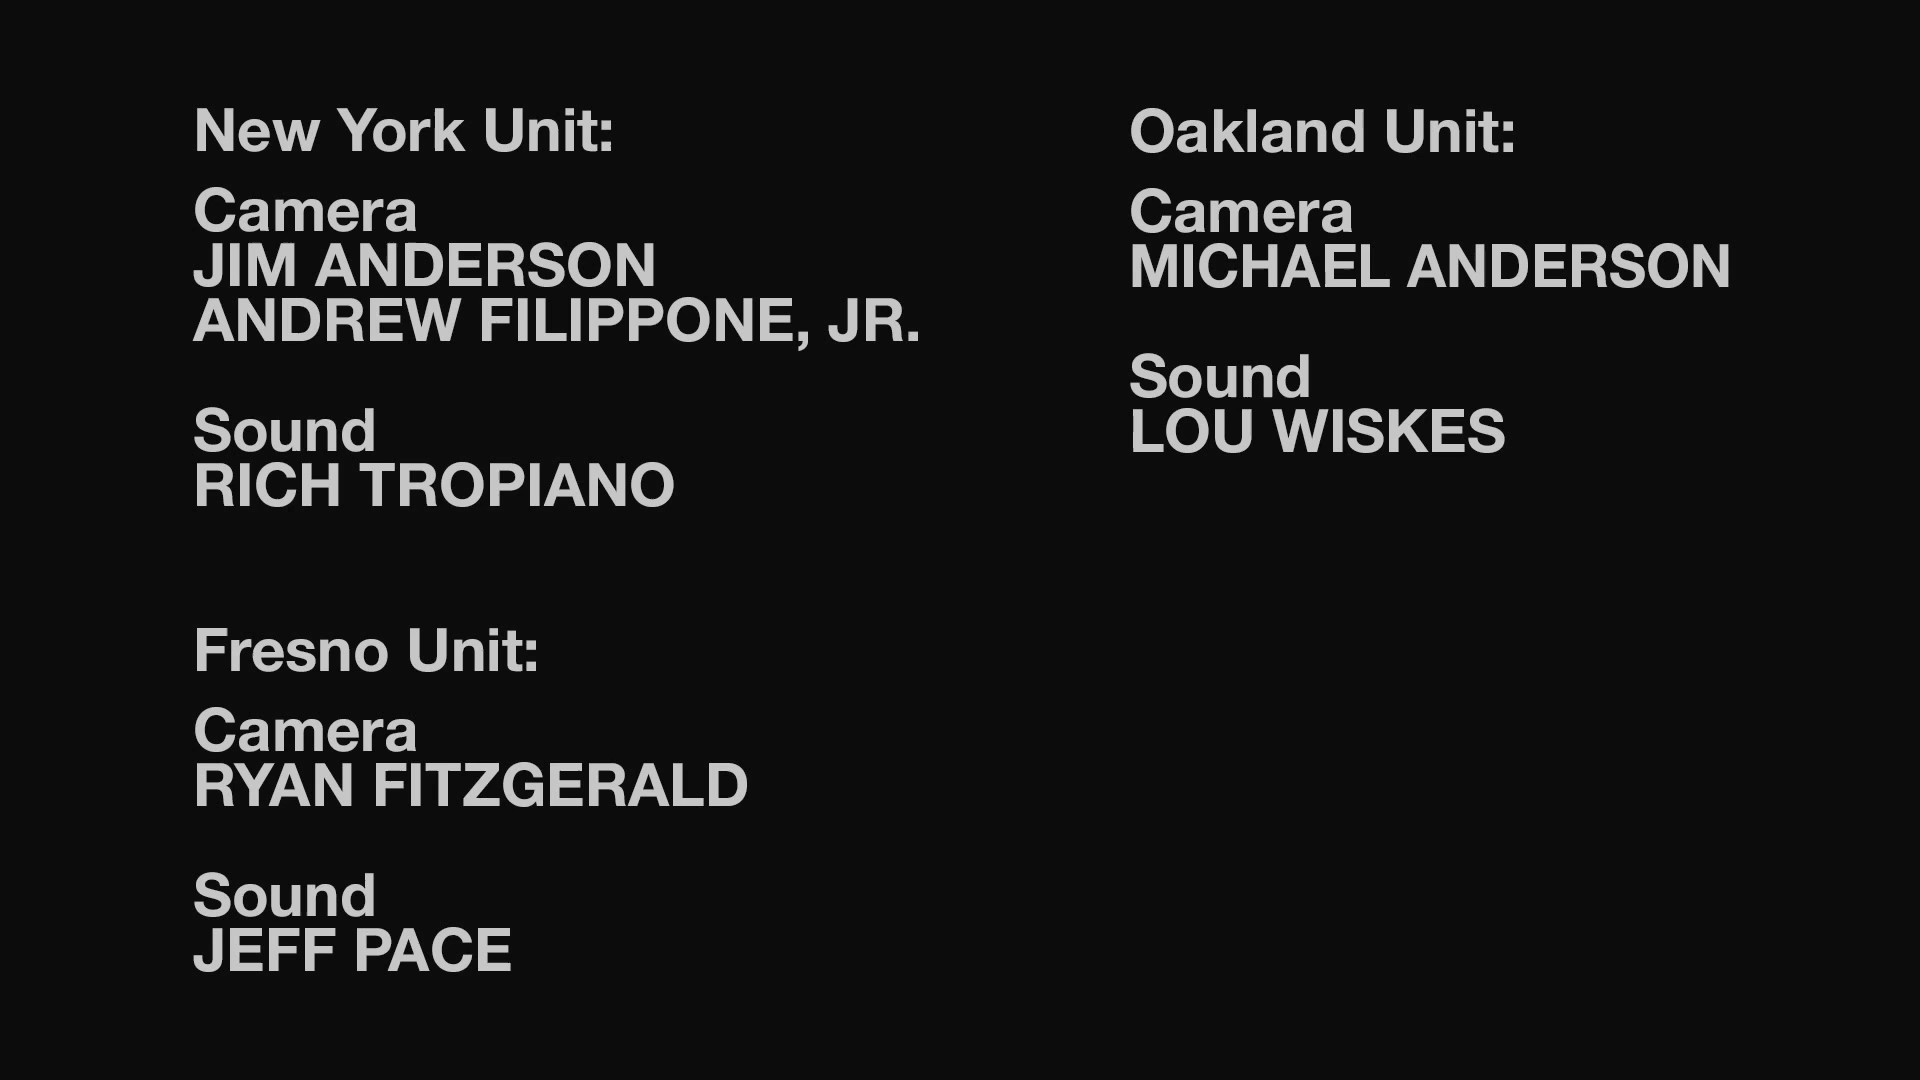 New York Unit:
Camera
JIM ANDERSON
ANDREW FILIPPONE, JR.
Sound
RICH TROPIANO
Fresno Unit:
Camera
RYAN FITZGERALD
Sound
JEFF PACE
Oakland Unit:
Camera
MICHAEL ANDERSON
Sound
LOU WISKES